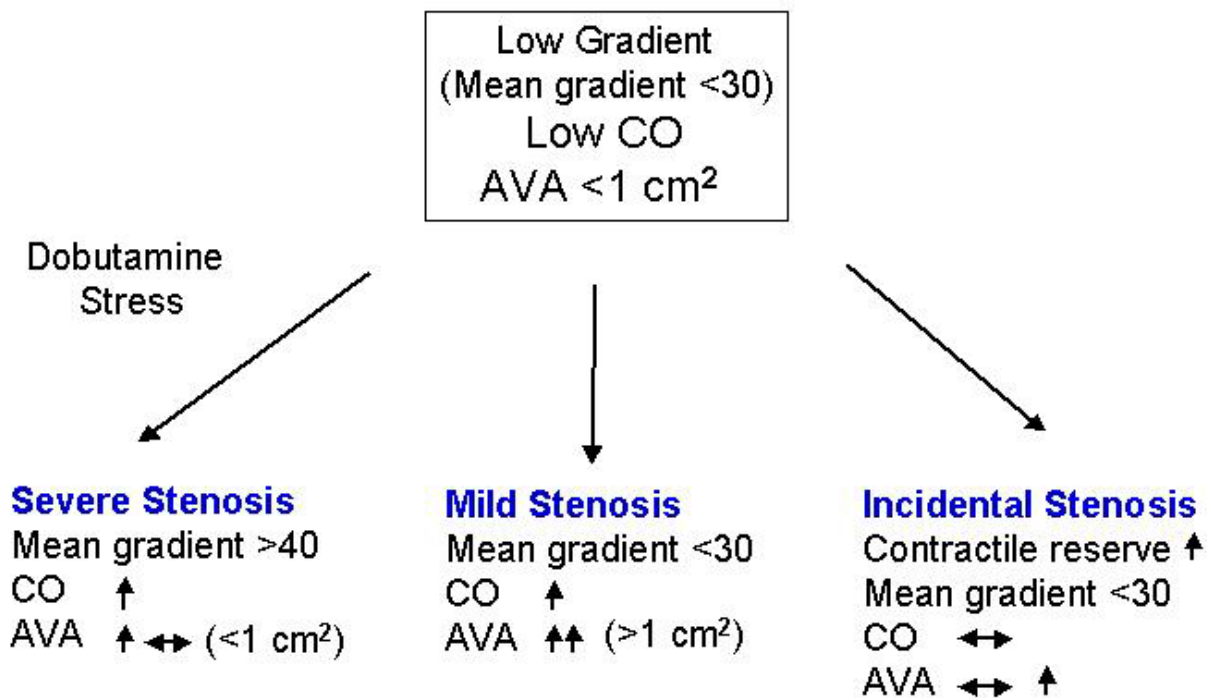 Low Gradient
(Mean gradient <30)
Low CO
AVA <1 cm²
Dobutamine
Stress
Severe Stenosis
Mean gradient >40
CO ↑
AVA ↑ ↔ (<1 cm²)
Mild Stenosis
Mean gradient <30
CO ↑
AVA ↑↑ (>1 cm²)
Incidental Stenosis
Contractile reserve ↑
Mean gradient <30
CO ↔
AVA ↔ ↑